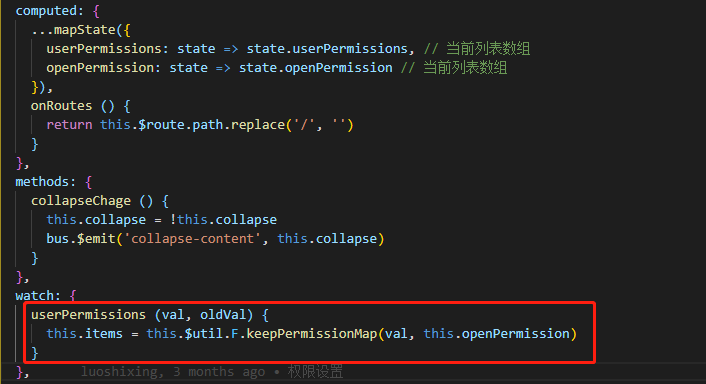 computed: {
...mapState({
userPermissions: state => state.userPermissions, // 当前列表数组
openPermission: state => state.openPermission // 当前列表数组
}),
onRoutes () {
return this.$route.path.replace('/', '')
}
},
methods: {
collapseChage () {
this.collapse = !this.collapse
bus.$emit('collapse-content', this.collapse)
}
},
watch: {
userPermissions (val, oldVal) {
this.items = this.$util.F.keepPermissionMap(val, this.openPermission)
}
}, luoshixing, 3 months ago • 权限设置